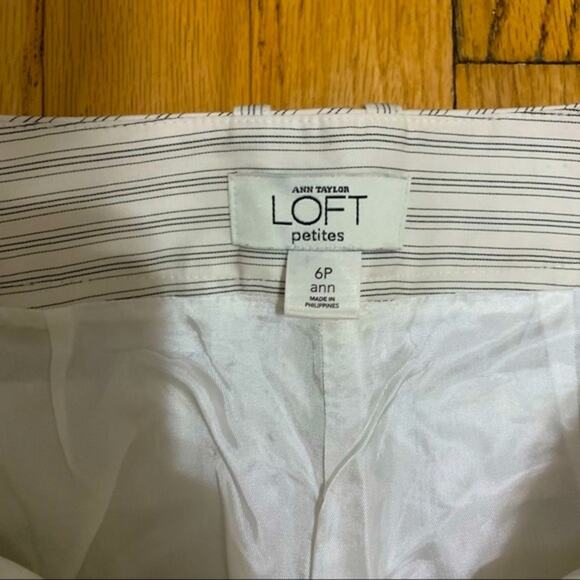 ANN TAYLOR
LOFT
petites
6P
ann
MADE IN
PHILIPPINES